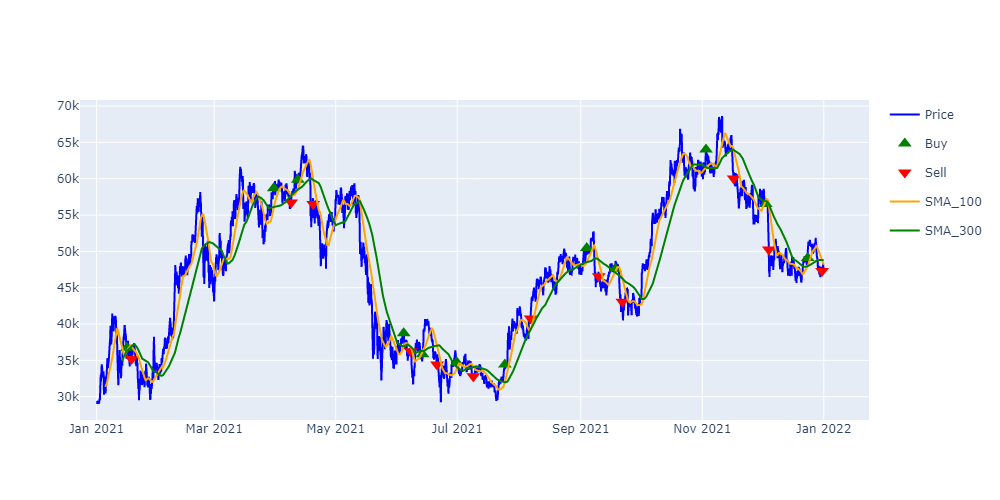 70k
65k
60k
55k
50k
45k
40k
35k
30k
Jan 2021
Mar 2021
May 2021
Jul 2021
Sep 2021
Nov 2021
Jan 2022
Price
Buy
Sell
SMA_100
SMA_300